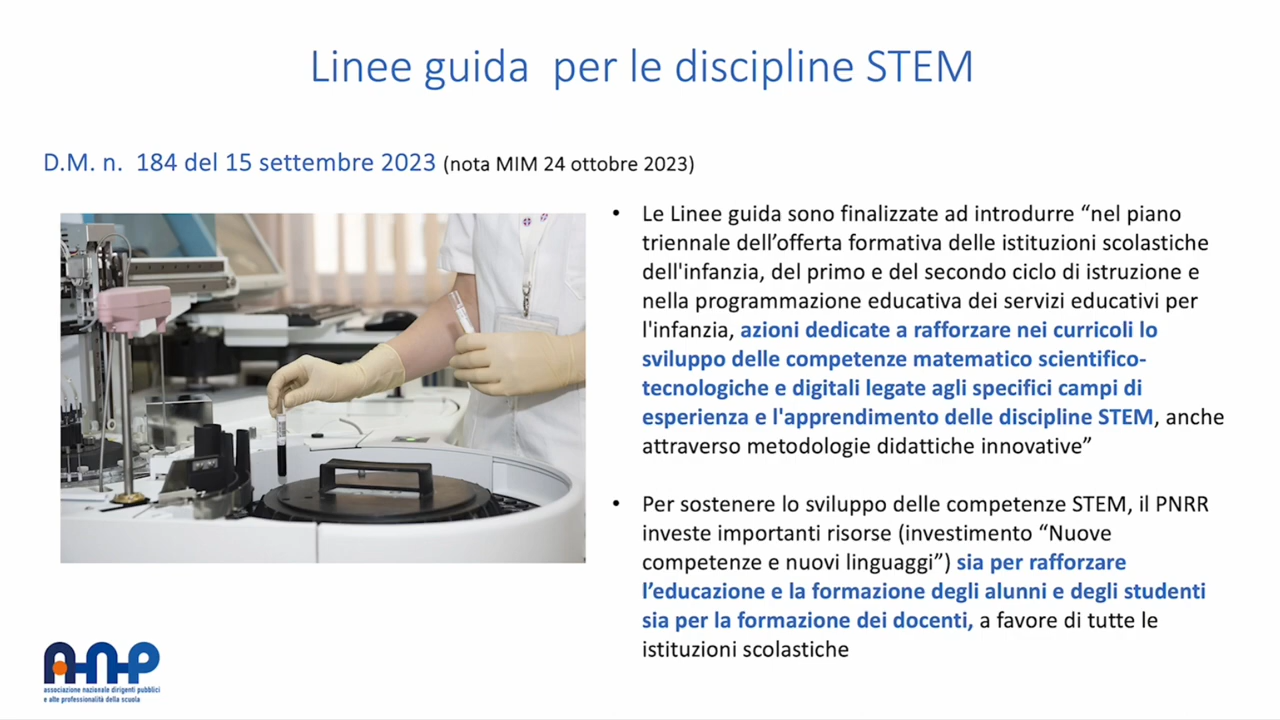 Linee guida per le discipline STEM
D.M. n. 184 del 15 settembre 2023 (nota MIM 24 ottobre 2023)
• Le Linee guida sono finalizzate ad introdurre “nel piano
triennale dell’offerta formativa delle istituzioni scolastiche
dell'infanzia, del primo e del secondo ciclo di istruzione e
nella programmazione educativa dei servizi educativi per
l'infanzia, azioni dedicate a rafforzare nei curricoli lo
sviluppo delle competenze matematico scientifico-
tecnologiche e digitali legate agli specifici campi di
esperienza e l'apprendimento delle discipline STEM, anche
attraverso metodologie didattiche innovative”
• Per sostenere lo sviluppo delle competenze STEM, il PNRR
investe importanti risorse (investimento “Nuove
competenze e nuovi linguaggi”) sia per rafforzare
l’educazione e la formazione degli alunni e degli studenti
sia per la formazione dei docenti, a favore di tutte le
istituzioni scolastiche
A-N-P
associazione nazionale dirigenti pubblici
e alte professionalità della scuola